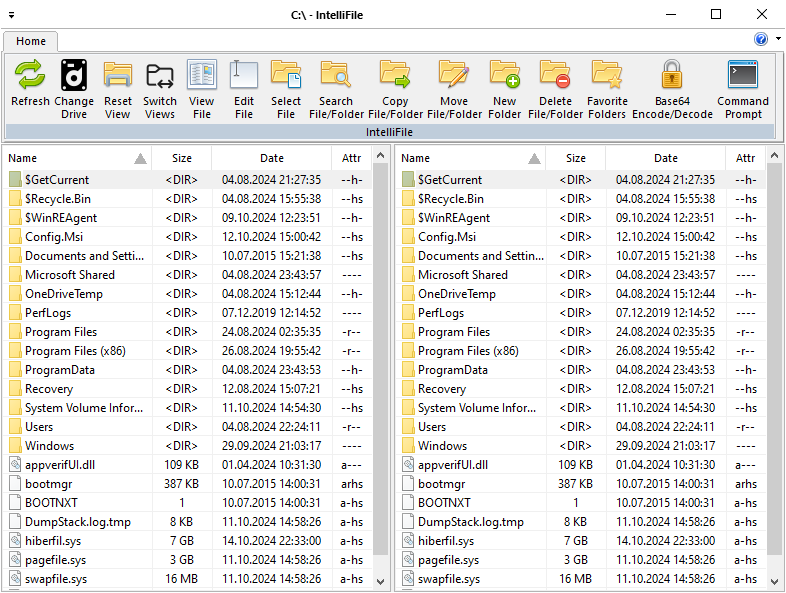 C:\ - IntelliFile
Home
Refresh Change Drive Reset View Switch Views View File Edit File Select File Search File/Folder Copy File/Folder Move File/Folder New Folder Delete File/Folder Favorite Folders Base64 Encode/Decode Command Prompt
IntelliFile
Name Size Date Attr Name Size Date Attr
$GetCurrent <DIR> 04.08.2024 21:27:35 --h- $GetCurrent <DIR> 04.08.2024 21:27:35 --h-
$Recycle.Bin <DIR> 04.08.2024 15:55:38 --hs $Recycle.Bin <DIR> 04.08.2024 15:55:38 --hs
$WinREAgent <DIR> 09.10.2024 12:23:51 --h- $WinREAgent <DIR> 09.10.2024 12:23:51 --h-
Config.Msi <DIR> 12.10.2024 15:00:42 --hs Config.Msi <DIR> 12.10.2024 15:00:42 --hs
Documents and Setti... <DIR> 10.07.2015 15:21:38 --hs Documents and Settin... <DIR> 10.07.2015 15:21:38 --hs
Microsoft Shared <DIR> 04.08.2024 23:43:57 ---- Microsoft Shared <DIR> 04.08.2024 23:43:57 ----
OneDriveTemp <DIR> 04.08.2024 15:12:44 --h- OneDriveTemp <DIR> 04.08.2024 15:12:44 --h-
PerfLogs <DIR> 07.12.2019 12:14:52 ---- PerfLogs <DIR> 07.12.2019 12:14:52 ----
Program Files <DIR> 24.08.2024 02:35:35 -r-- Program Files <DIR> 24.08.2024 02:35:35 -r--
Program Files (x86) <DIR> 26.08.2024 19:55:42 -r-- Program Files (x86) <DIR> 26.08.2024 19:55:42 -r--
ProgramData <DIR> 04.08.2024 23:43:53 --h- ProgramData <DIR> 04.08.2024 23:43:53 --h-
Recovery <DIR> 12.08.2024 15:07:21 --hs Recovery <DIR> 12.08.2024 15:07:21 --hs
System Volume Infor... <DIR> 11.10.2024 14:54:30 --hs System Volume Infor... <DIR> 11.10.2024 14:54:30 --hs
Users <DIR> 04.08.2024 22:24:11 -r-- Users <DIR> 04.08.2024 22:24:11 -r--
Windows <DIR> 29.09.2024 21:03:17 ---- Windows <DIR> 29.09.2024 21:03:17 ----
appverifUI.dll 109 KB 01.04.2024 10:31:30 a--- appverifUI.dll 109 KB 01.04.2024 10:31:30 a---
bootmgr 387 KB 10.07.2015 14:00:31 arhs bootmgr 387 KB 10.07.2015 14:00:31 arhs
BOOTNXT 1 10.07.2015 14:00:31 a-hs BOOTNXT 1 10.07.2015 14:00:31 a-hs
DumpStack.log.tmp 8 KB 11.10.2024 14:58:26 a-hs DumpStack.log.tmp 8 KB 11.10.2024 14:58:26 a-hs
hiberfil.sys 7 GB 14.10.2024 22:33:00 a-hs hiberfil.sys 7 GB 14.10.2024 22:33:00 a-hs
pagefile.sys 3 GB 11.10.2024 14:58:26 a-hs pagefile.sys 3 GB 11.10.2024 14:58:26 a-hs
swapfile.sys 16 MB 11.10.2024 14:58:26 a-hs swapfile.sys 16 MB 11.10.2024 14:58:26 a-hs